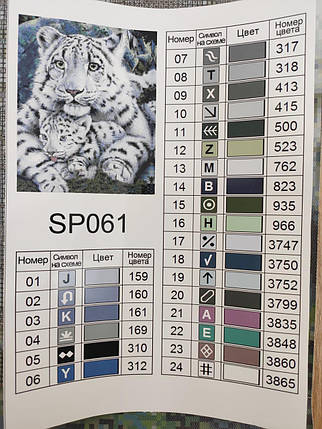 SP061
Номер Символ на схеме Цвет Номер цвета
01 J 159
02 160
03 K 161
04 169
05 310
06 Y 312
Номер Символ на схеме Цвет Номер цвета
07 317
08 T 318
09 X 413
10 415
11 500
12 Z 523
13 M 762
14 B 823
15 935
16 H 966
17 3747
18 3750
19 3752
20 3799
21 A 3835
22 E 3848
23 3860
24 # 3865